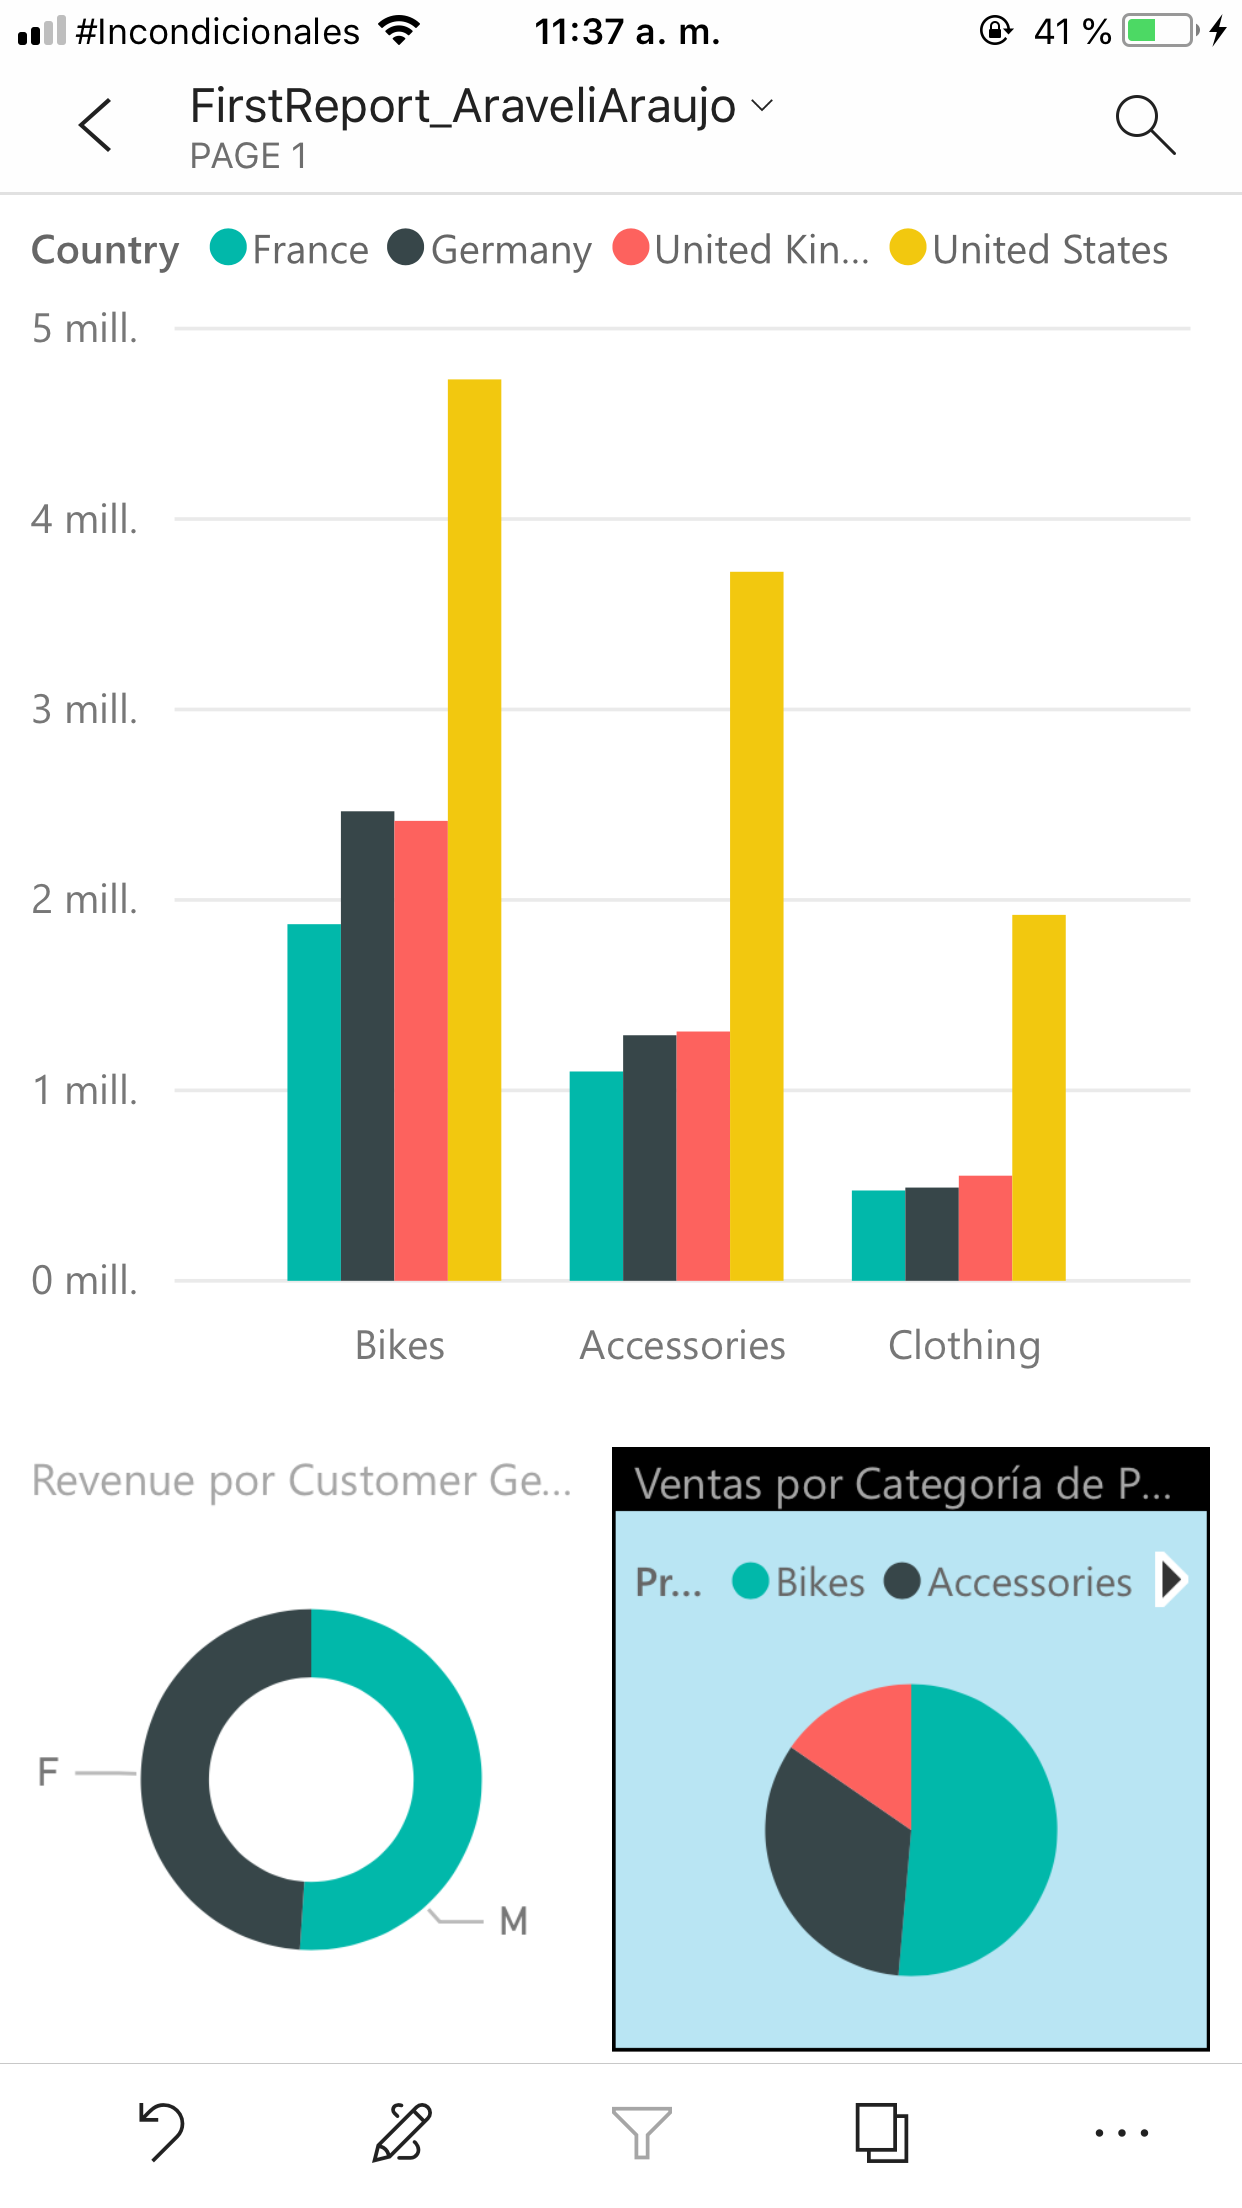 #Incondicionales 11:37 a. m. 41 %
FirstReport_AraveliAraujo
PAGE 1
Country France Germany United Kin... United States
5 mill.
4 mill.
3 mill.
2 mill.
1 mill.
0 mill.
Bikes Accessories Clothing
Revenue por Customer Ge...
F
M
Ventas por Categoría de P...
Pr... Bikes Accessories